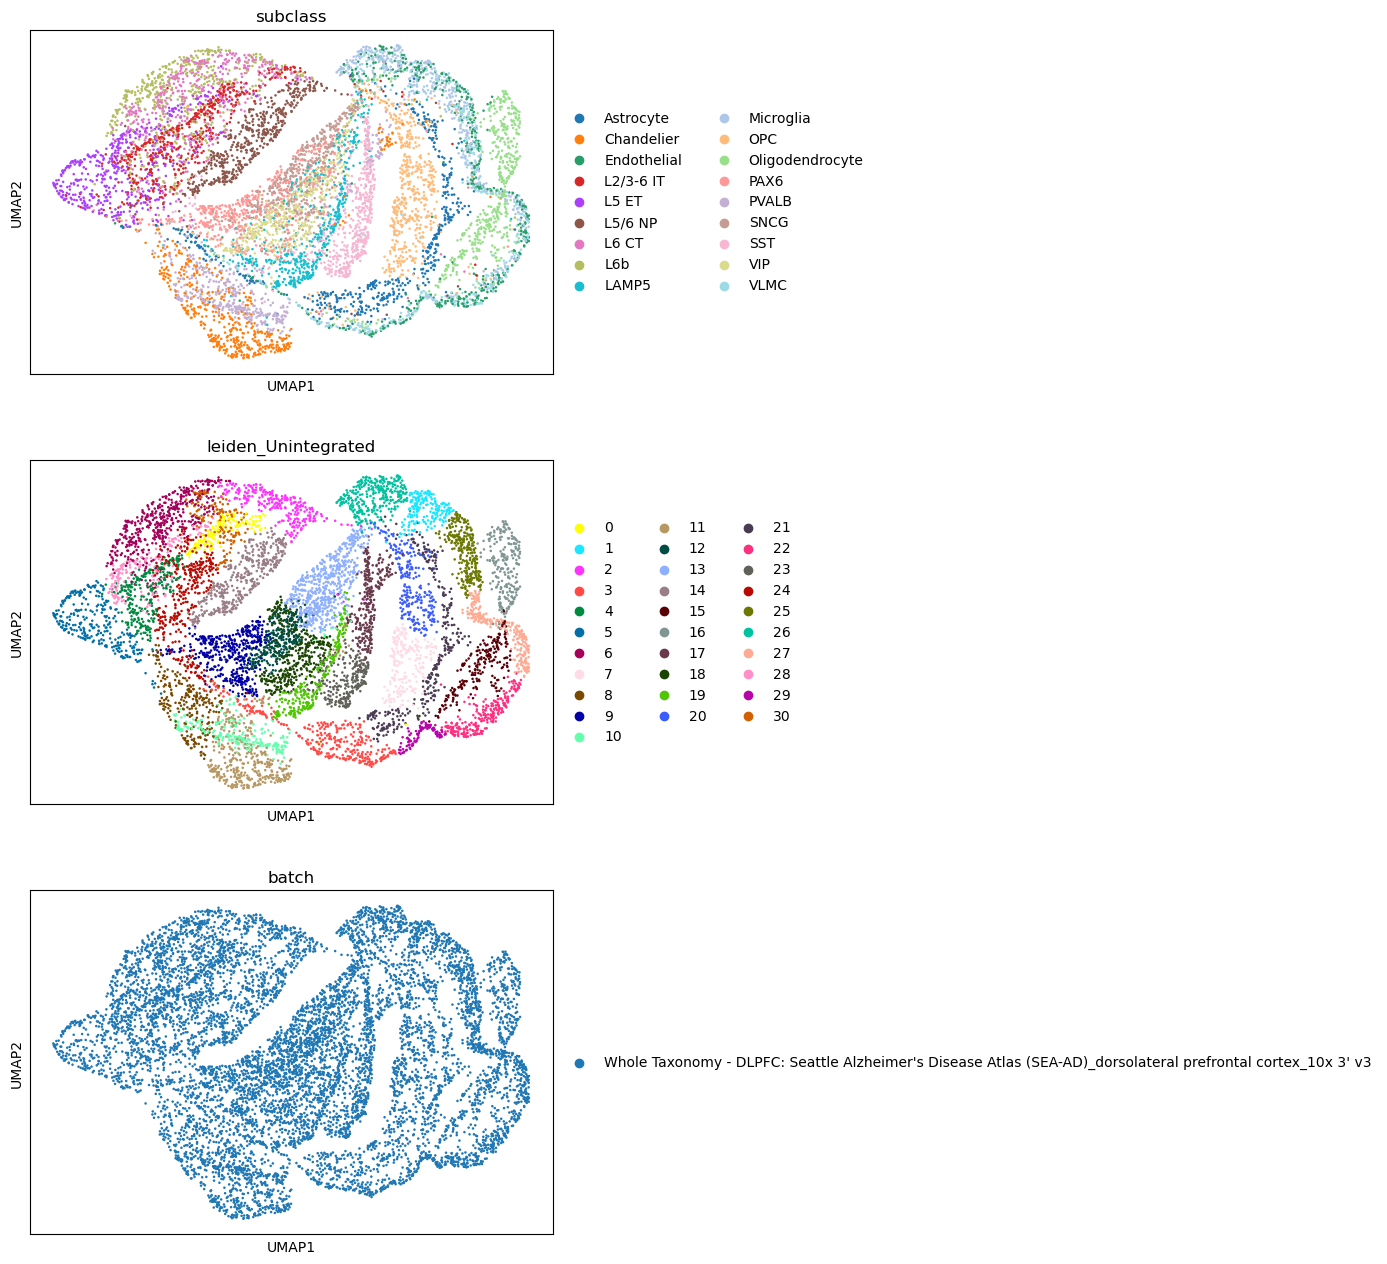 subclass
UMAP2
UMAP1
Astrocyte
Chandelier
Endothelial
L2/3-6 IT
L5 ET
L5/6 NP
L6 CT
L6b
LAMP5
Microglia
OPC
Oligodendrocyte
PAX6
PVALB
SNCG
SST
VIP
VLMC
leiden_Unintegrated
UMAP2
UMAP1
0
1
2
3
4
5
6
7
8
9
10
11
12
13
14
15
16
17
18
19
20
21
22
23
24
25
26
27
28
29
30
batch
UMAP2
UMAP1
Whole Taxonomy - DLPFC: Seattle Alzheimer's Disease Atlas (SEA-AD)_dorsolateral prefrontal cortex_10x 3' v3